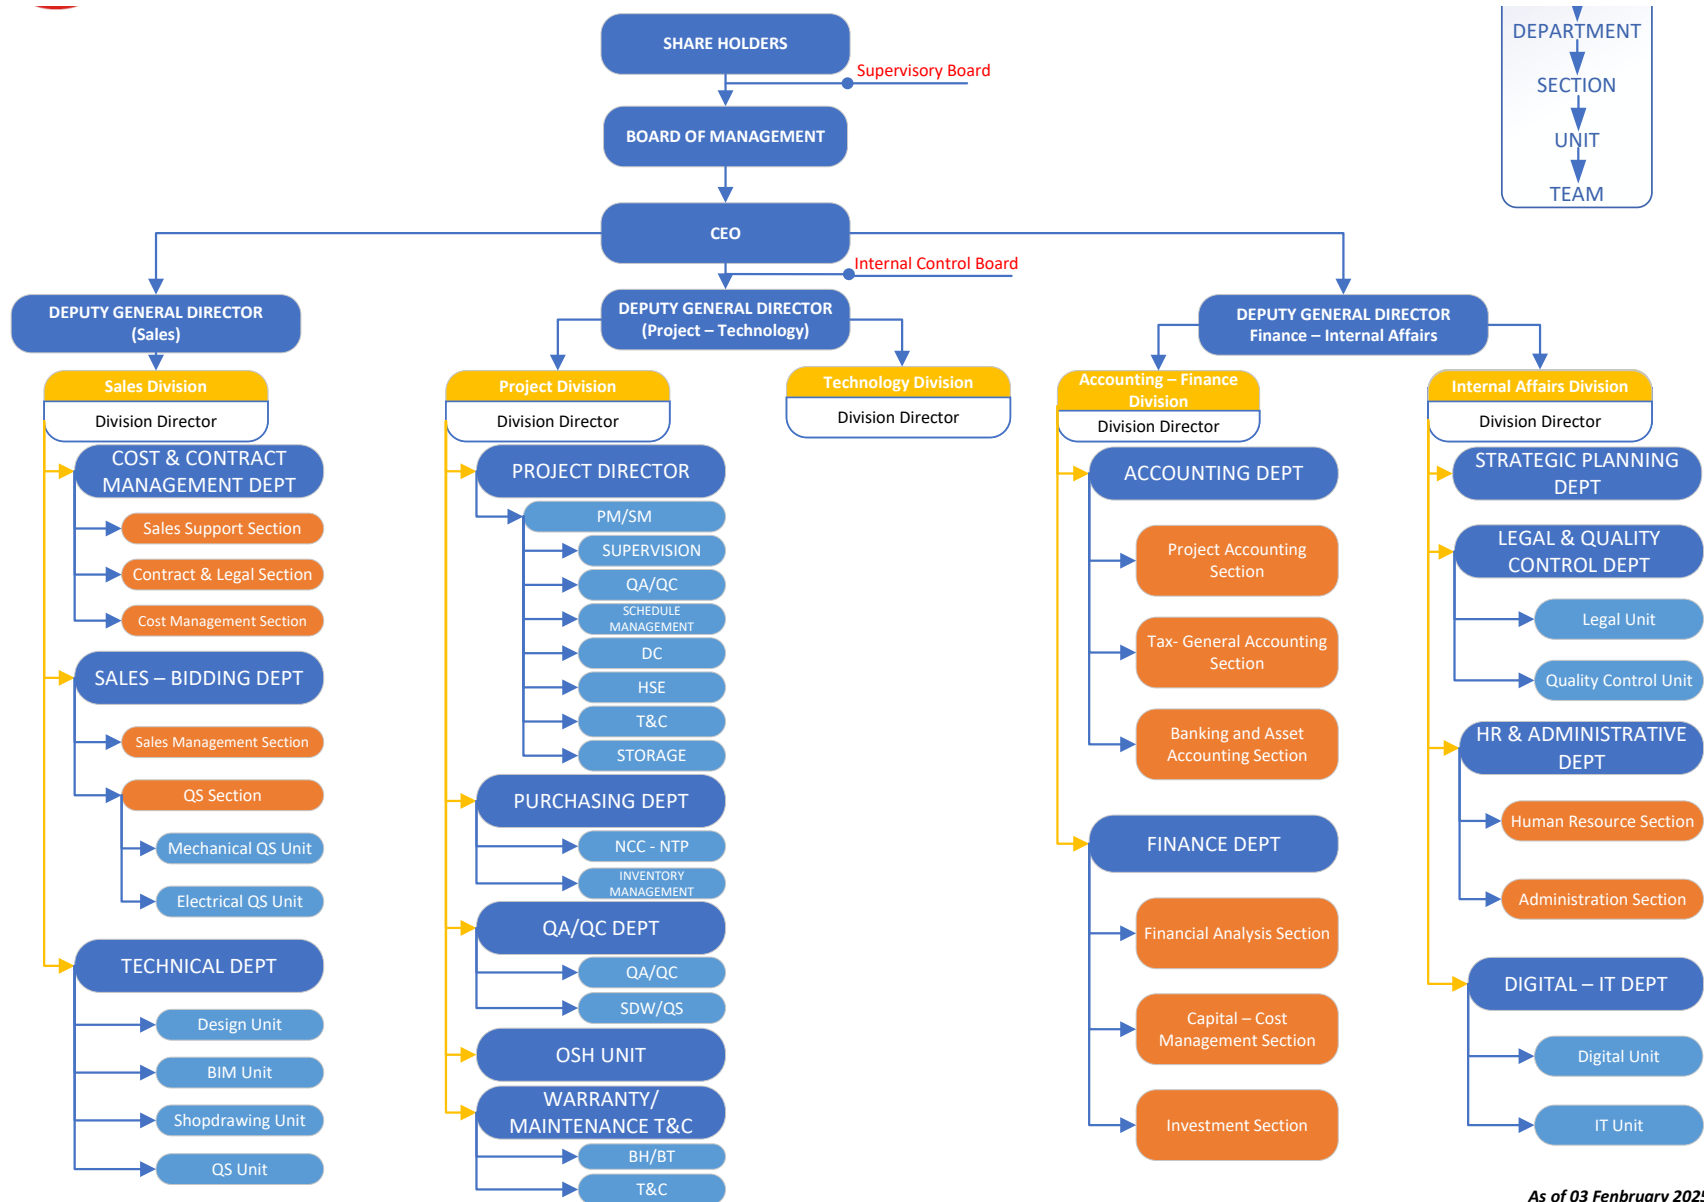 SHARE HOLDERS
Supervisory Board
BOARD OF MANAGEMENT
CEO
Internal Control Board
DEPARTMENT
SECTION
UNIT
TEAM
DEPUTY GENERAL DIRECTOR
(Sales)
DEPUTY GENERAL DIRECTOR
(Project – Technology)
DEPUTY GENERAL DIRECTOR
Finance – Internal Affairs
Sales Division
Division Director
COST & CONTRACT
MANAGEMENT DEPT
Sales Support Section
Contract & Legal Section
Cost Management Section
SALES – BIDDING DEPT
Sales Management Section
QS Section
Mechanical QS Unit
Electrical QS Unit
TECHNICAL DEPT
Design Unit
BIM Unit
Shopdrawing Unit
QS Unit
Project Division
Division Director
PROJECT DIRECTOR
PM/SM
SUPERVISION
QA/QC
SCHEDULE
MANAGEMENT
DC
HSE
T&C
STORAGE
PURCHASING DEPT
NCC - NTP
INVENTORY
MANAGEMENT
QA/QC DEPT
QA/QC
SDW/QS
OSH UNIT
WARRANTY/
MAINTENANCE T&C
BH/BT
T&C
Technology Division
Division Director
Accounting – Finance
Division
Division Director
ACCOUNTING DEPT
Project Accounting
Section
Tax- General Accounting
Section
Banking and Asset
Accounting Section
FINANCE DEPT
Financial Analysis Section
Capital – Cost
Management Section
Investment Section
Internal Affairs Division
Division Director
STRATEGIC PLANNING
DEPT
LEGAL & QUALITY
CONTROL DEPT
Legal Unit
Quality Control Unit
HR & ADMINISTRATIVE
DEPT
Human Resource Section
Administration Section
DIGITAL – IT DEPT
Digital Unit
IT Unit
As of 03 Fenbruary